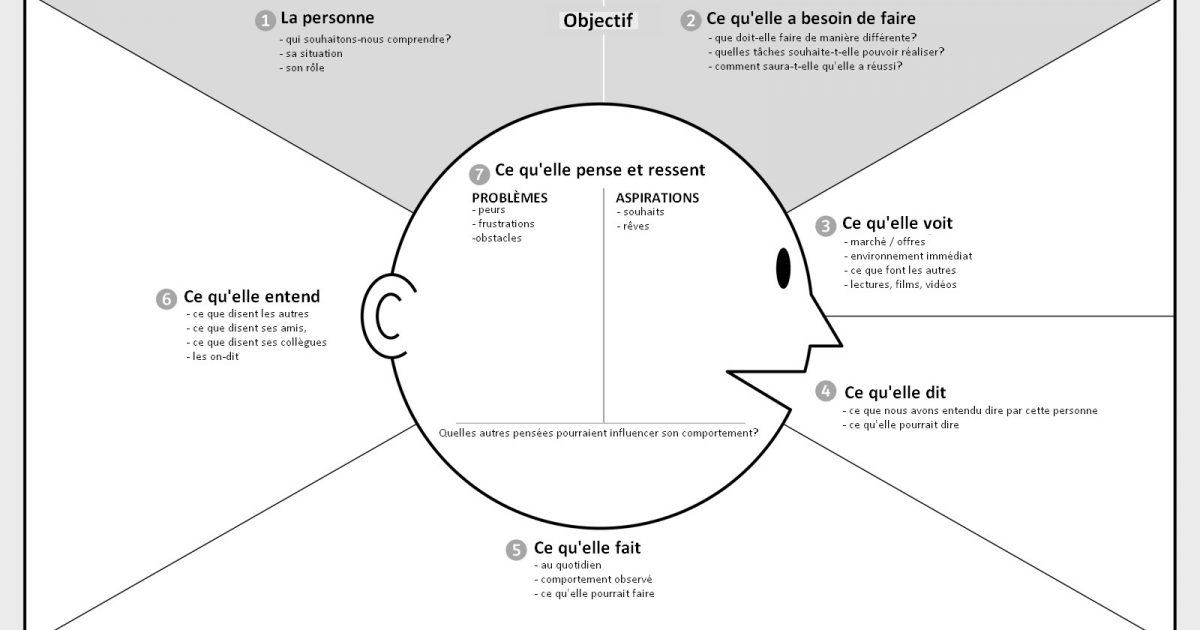 Objectif
1 La personne
- qui souhaitons-nous comprendre?
- sa situation
- son rôle
2 Ce qu'elle a besoin de faire
- que doit-elle faire de manière différente?
- quelles tâches souhaite-t-elle pouvoir réaliser?
- comment saura-t-elle qu'elle a réussi?
7 Ce qu'elle pense et ressent
PROBLÈMES
- peurs
- frustrations
-obstacles
ASPIRATIONS
- souhaits
- rêves
Quelles autres pensées pourraient influencer son comportement?
3 Ce qu'elle voit
- marché / offres
- environnement immédiat
- ce que font les autres
- lectures, films, vidéos
4 Ce qu'elle dit
- ce que nous avons entendu dire par cette personne
- ce qu'elle pourrait dire
5 Ce qu'elle fait
- au quotidien
- comportement observé
- ce qu'elle pourrait faire
6 Ce qu'elle entend
- ce que disent les autres
- ce que disent ses amis,
- ce que disent ses collègues
- les on-dit